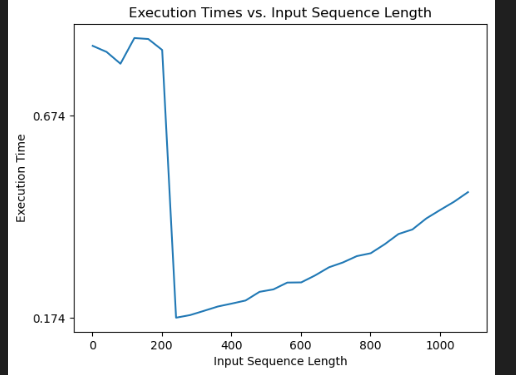 Execution Times vs. Input Sequence Length
0.674
Execution Time
0.174
0 200 400 600 800 1000
Input Sequence Length